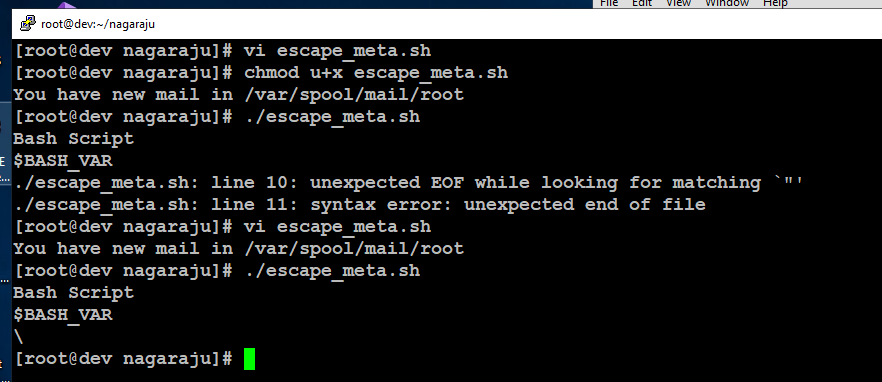 File Edit View Window Help
root@dev:~/nagaraju
[root@dev nagaraju]# vi escape_meta.sh
[root@dev nagaraju]# chmod u+x escape_meta.sh
You have new mail in /var/spool/mail/root
[root@dev nagaraju]# ./escape_meta.sh
Bash Script
$BASH_VAR
./escape_meta.sh: line 10: unexpected EOF while looking for matching `"'
./escape_meta.sh: line 11: syntax error: unexpected end of file
[root@dev nagaraju]# vi escape_meta.sh
You have new mail in /var/spool/mail/root
[root@dev nagaraju]# ./escape_meta.sh
Bash Script
$BASH_VAR
\
[root@dev nagaraju]#